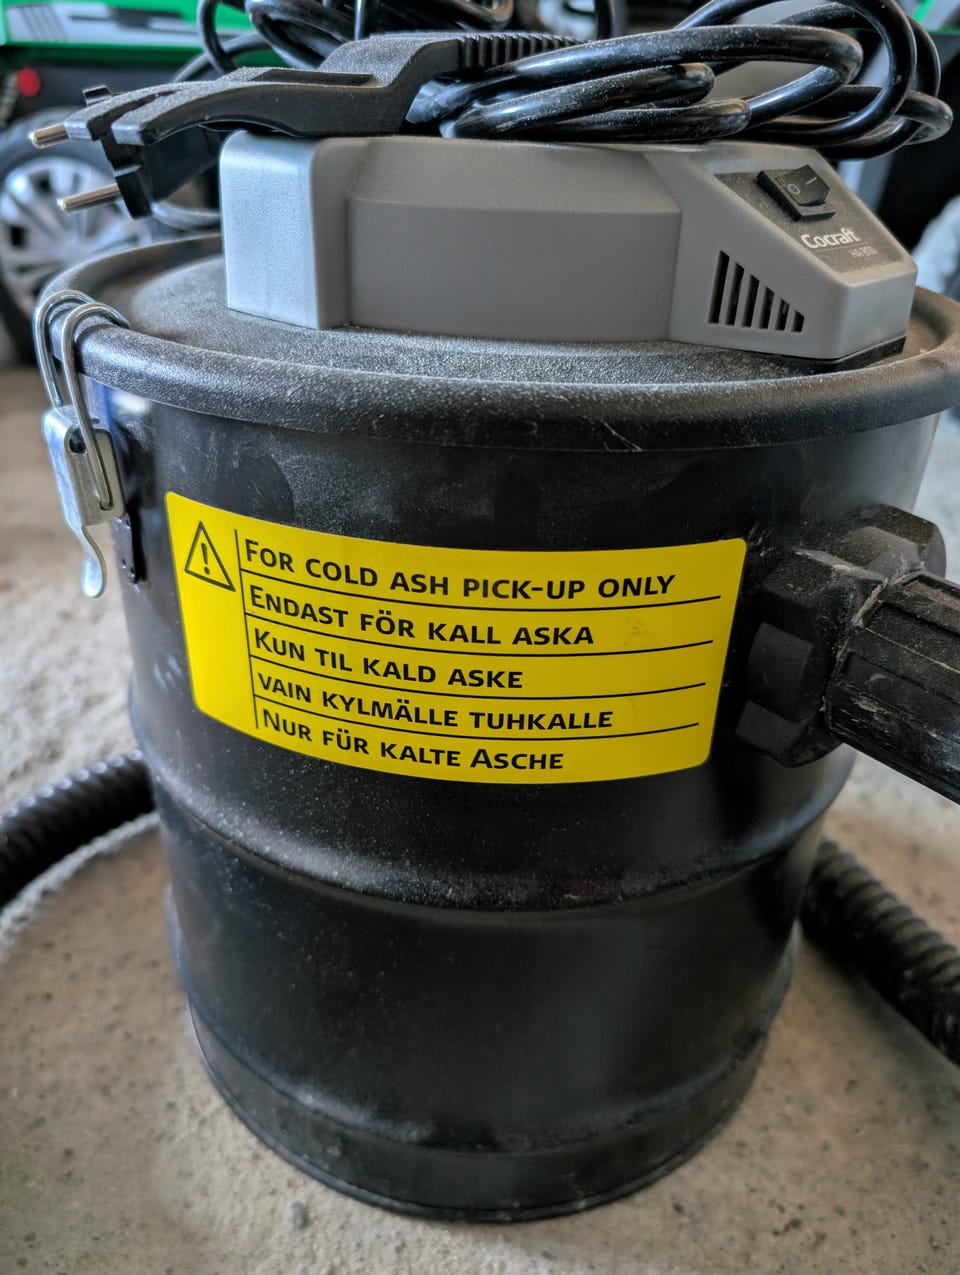 Cocraft
FOR COLD ASH PICK-UP ONLY
ENDAST FÖR KALL ASKA
KUN TIL KALD ASKE
VAIN KYLMÄLLE TUHKALLE
NUR FÜR KALTE ASCHE